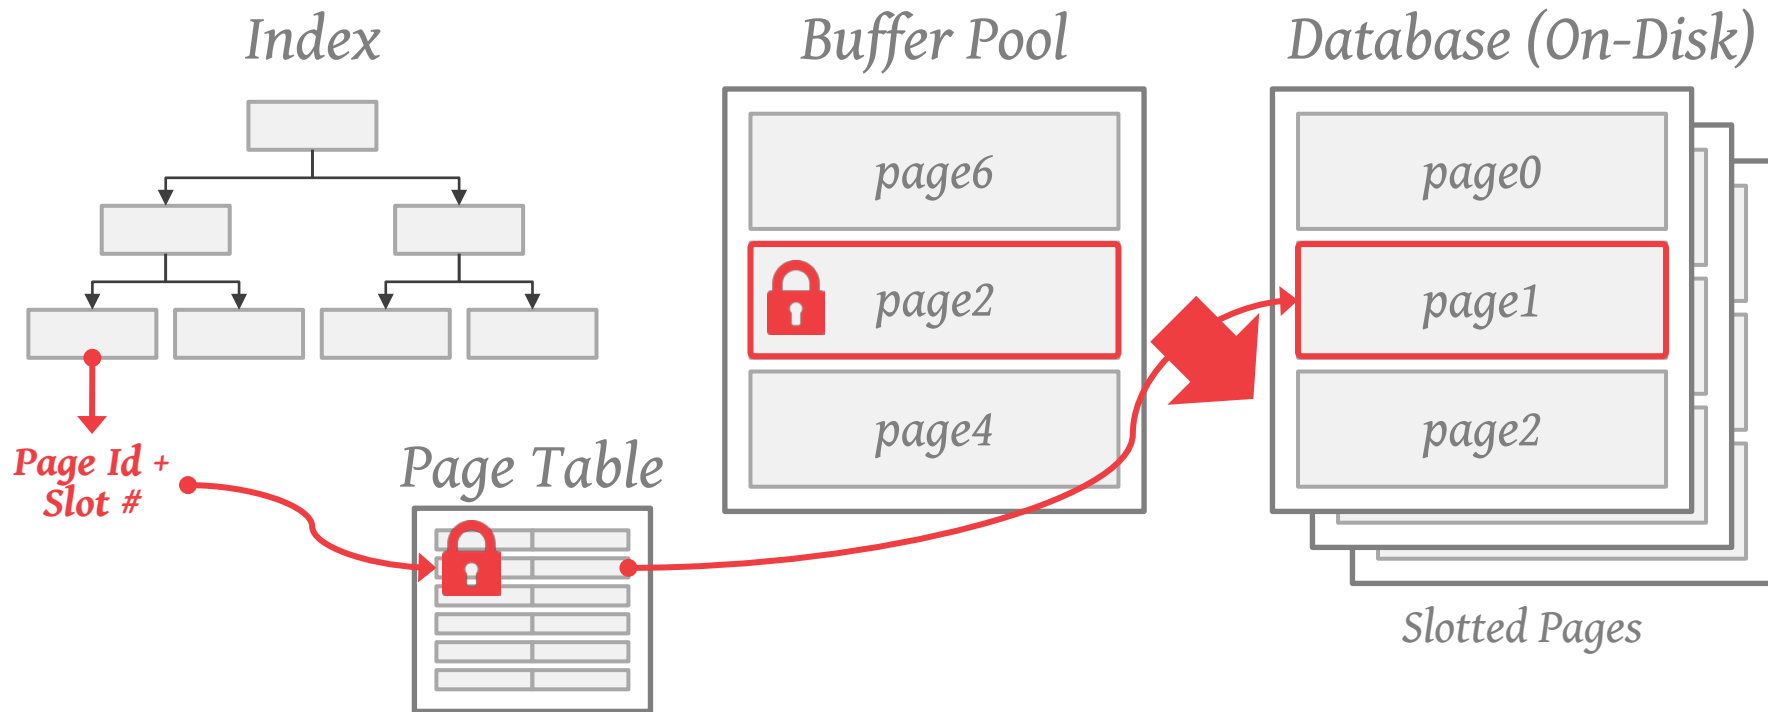 Index
Buffer Pool
Database (On-Disk)
page6
page2
page4
page0
page1
page2
Page Id +
Slot #
Page Table
Slotted Pages